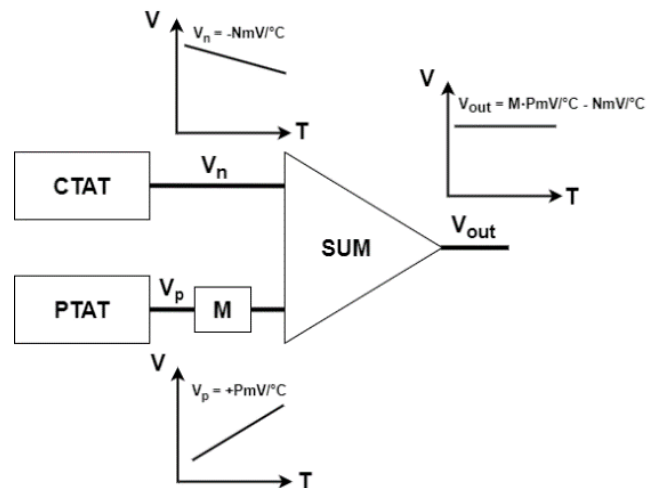 V
Vn = -NmV/°C
T
V
Vout = M·PmV/°C - NmV/°C
T
CTAT
Vn
SUM
Vout
PTAT
Vp
M
V
Vp = +PmV/°C
T